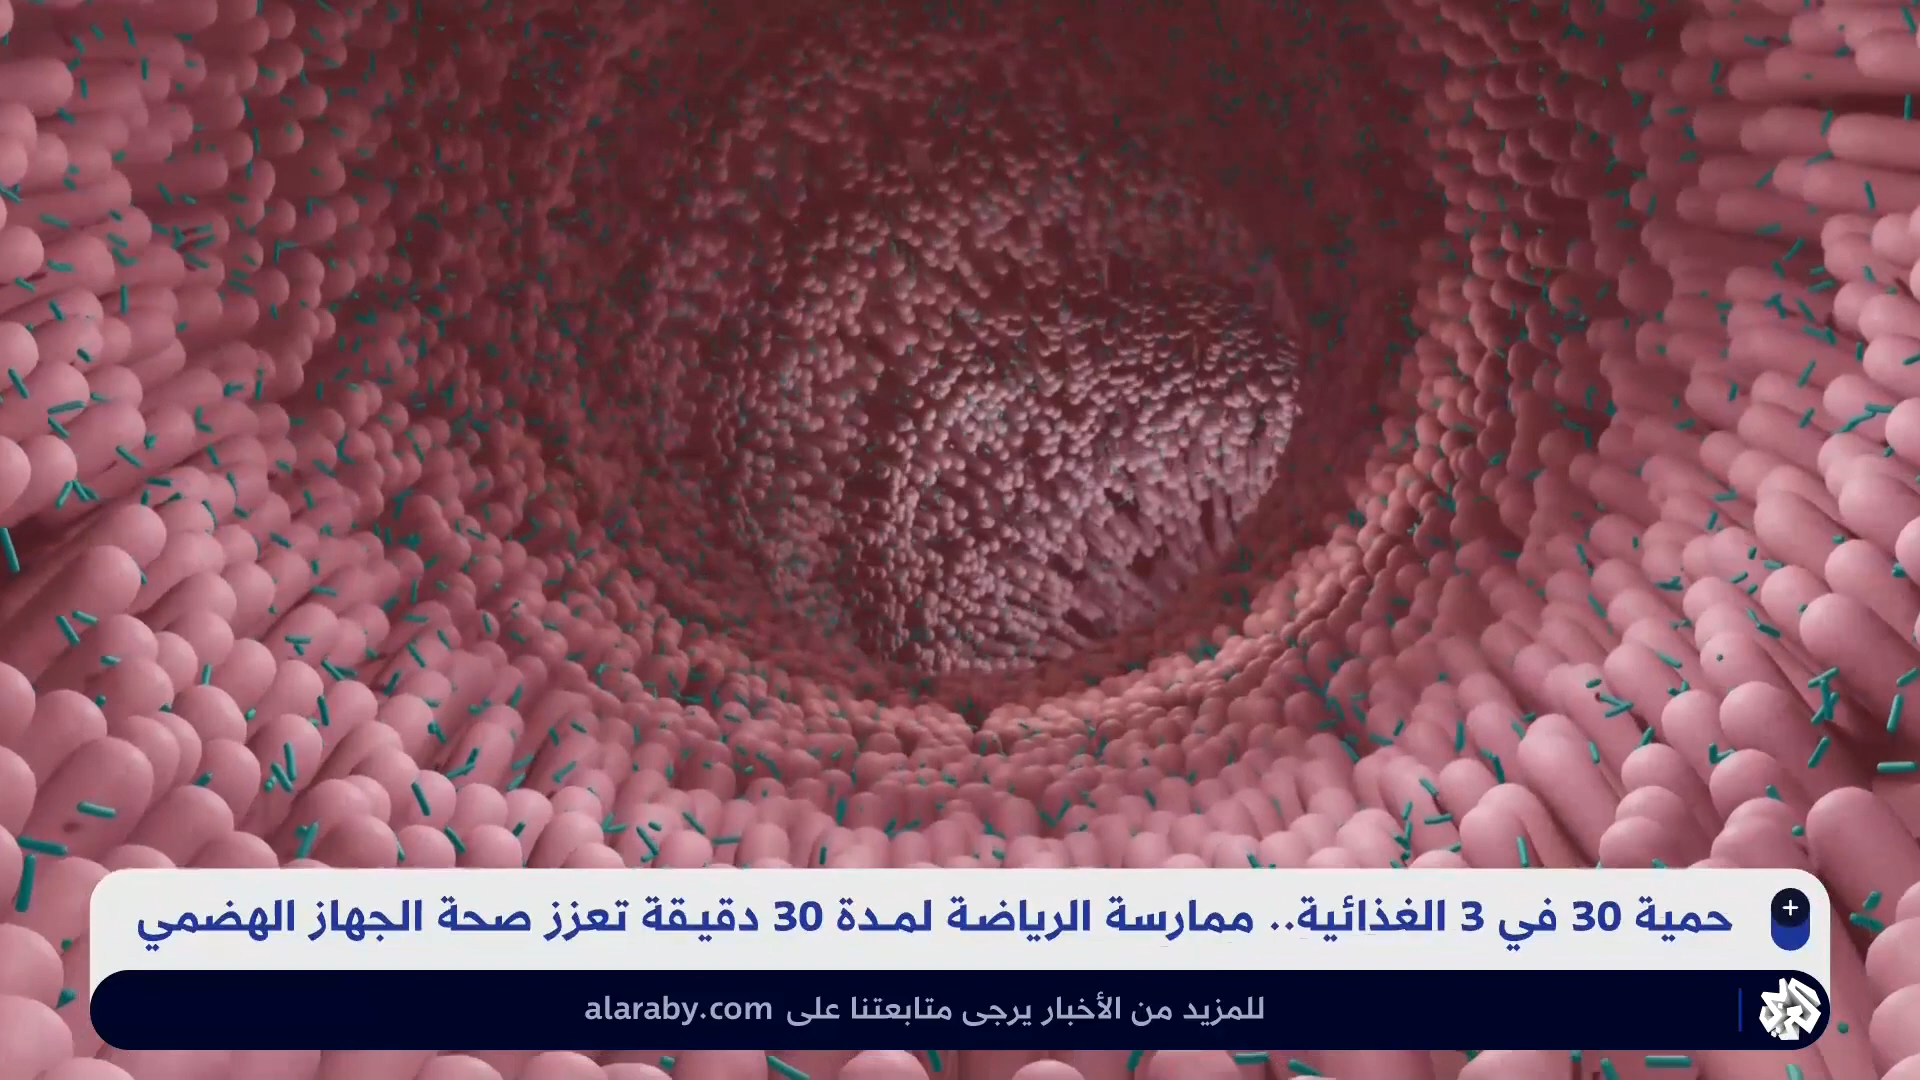 حمية 30 في 3 الغذائية.. ممارسة الرياضة لمدة 30 دقيقة تعزز صحة الجهاز الهضمي
للمزيد من الأخبار يرجى متابعتنا على alaraby.com